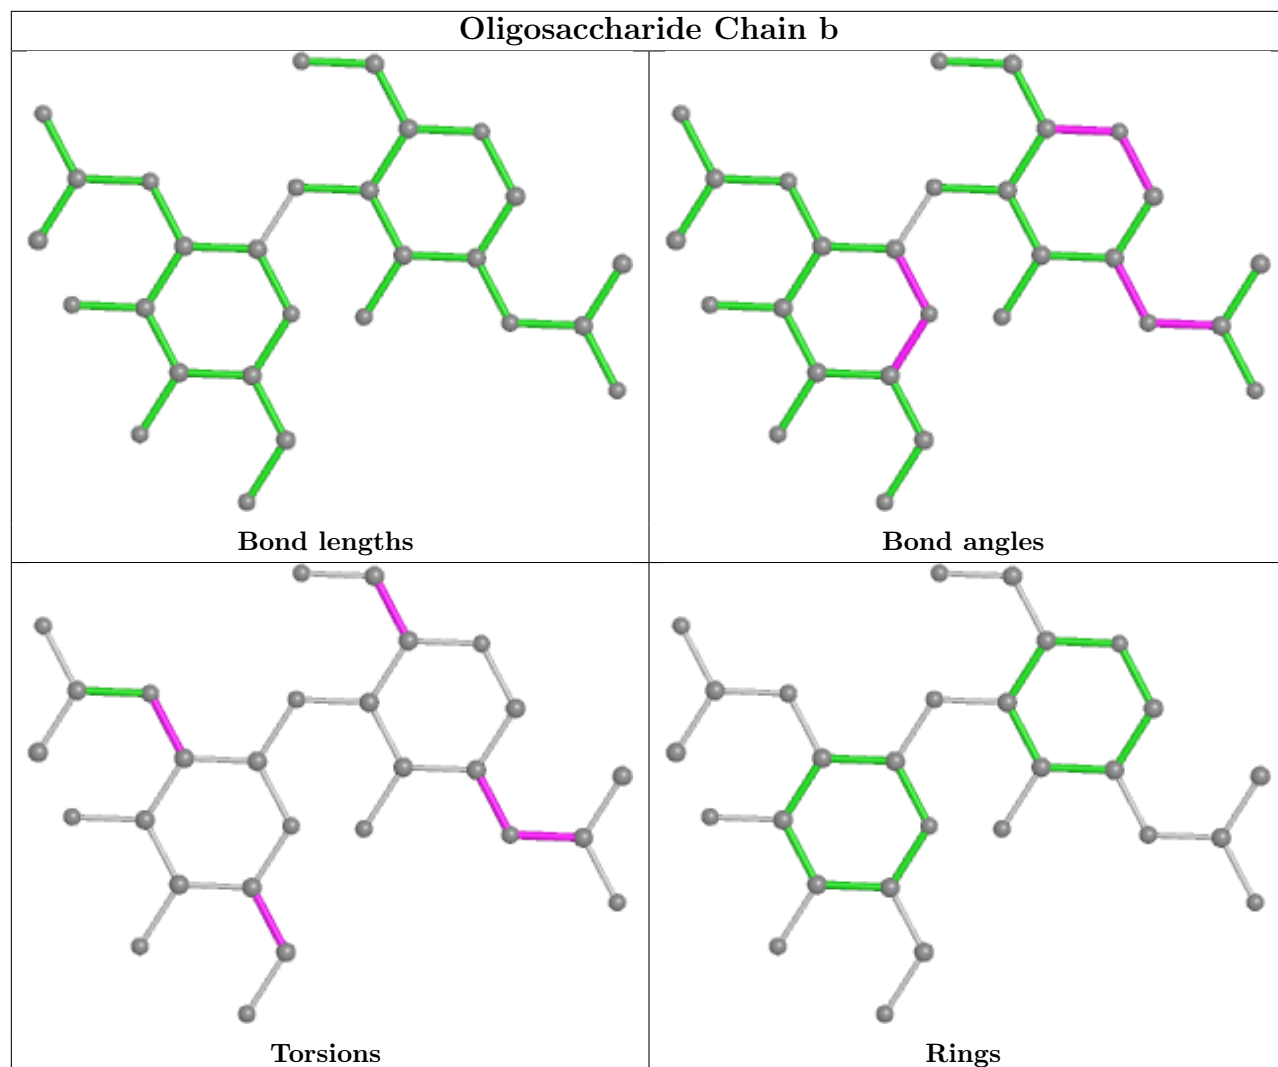 Oligosaccharide Chain b
Bond lengths
Bond angles
Torsions
Rings